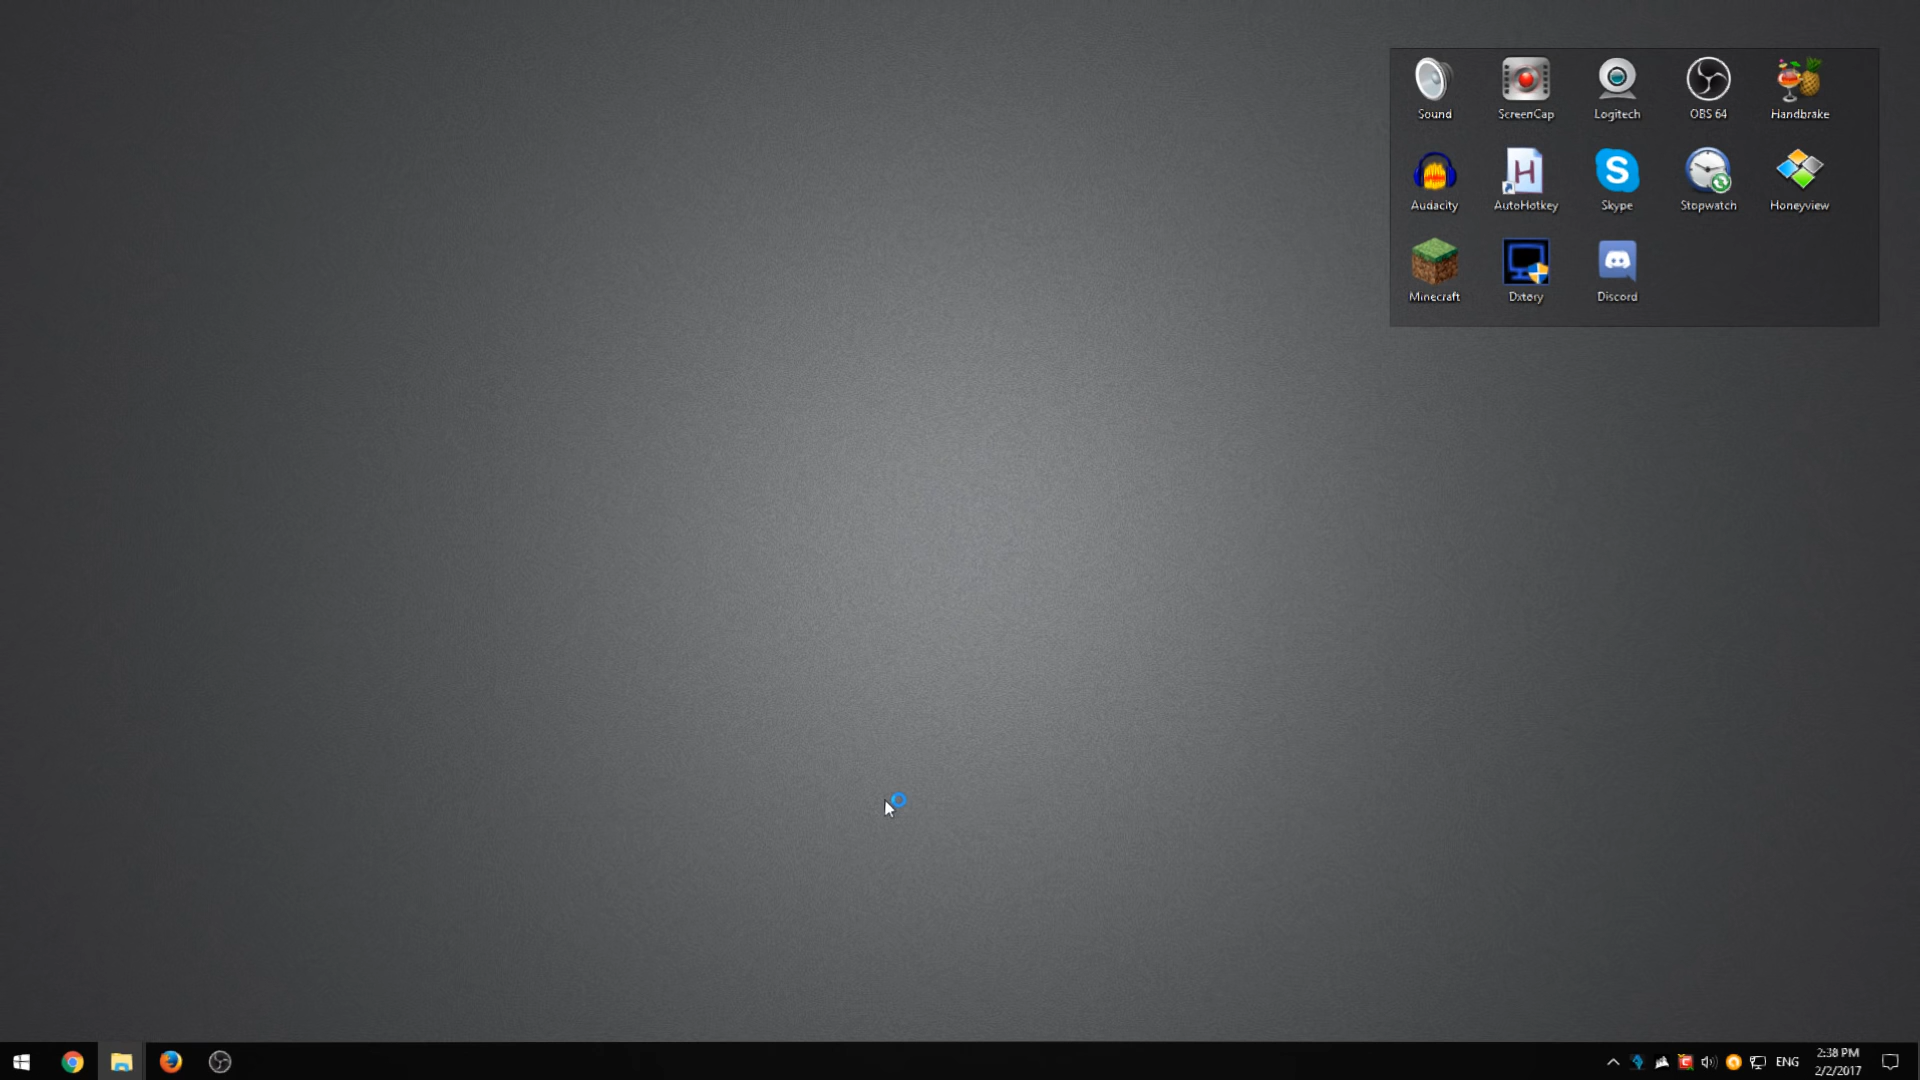 Sound ScreenCap Logitech OBS 64 Handbrake
Audacity AutoHotkey Skype Stopwatch Honeyview
Minecraft Dxtory Discord
ENG 2:38 PM
2/2/2017